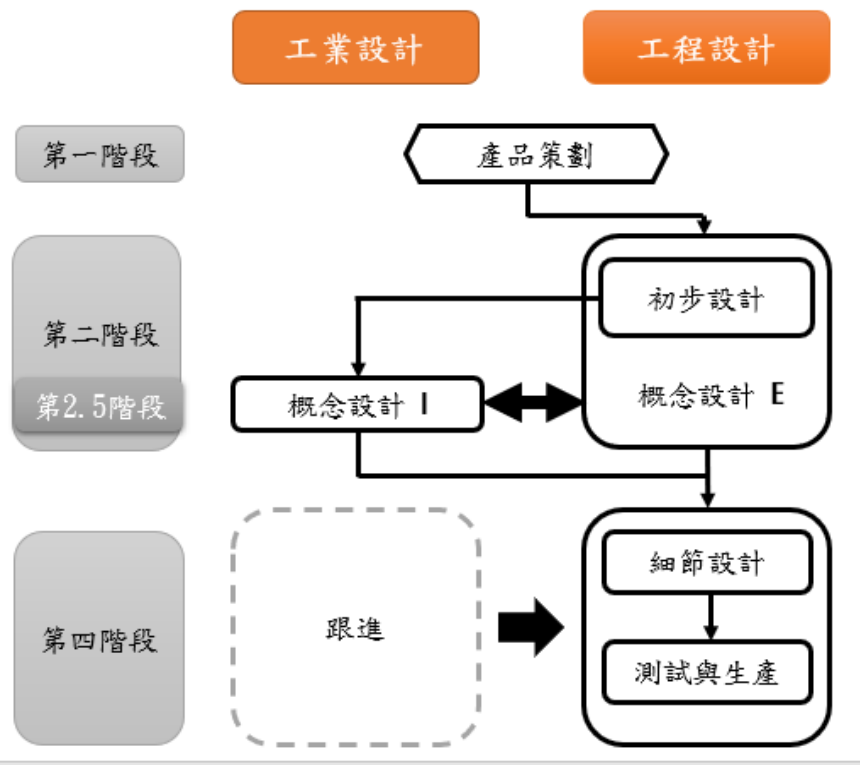 工業設計
工程設計
第一階段
產品策劃
第二階段
初步設計
第2.5階段
概念設計 I
概念設計 E
第四階段
跟進
細節設計
測試與生產